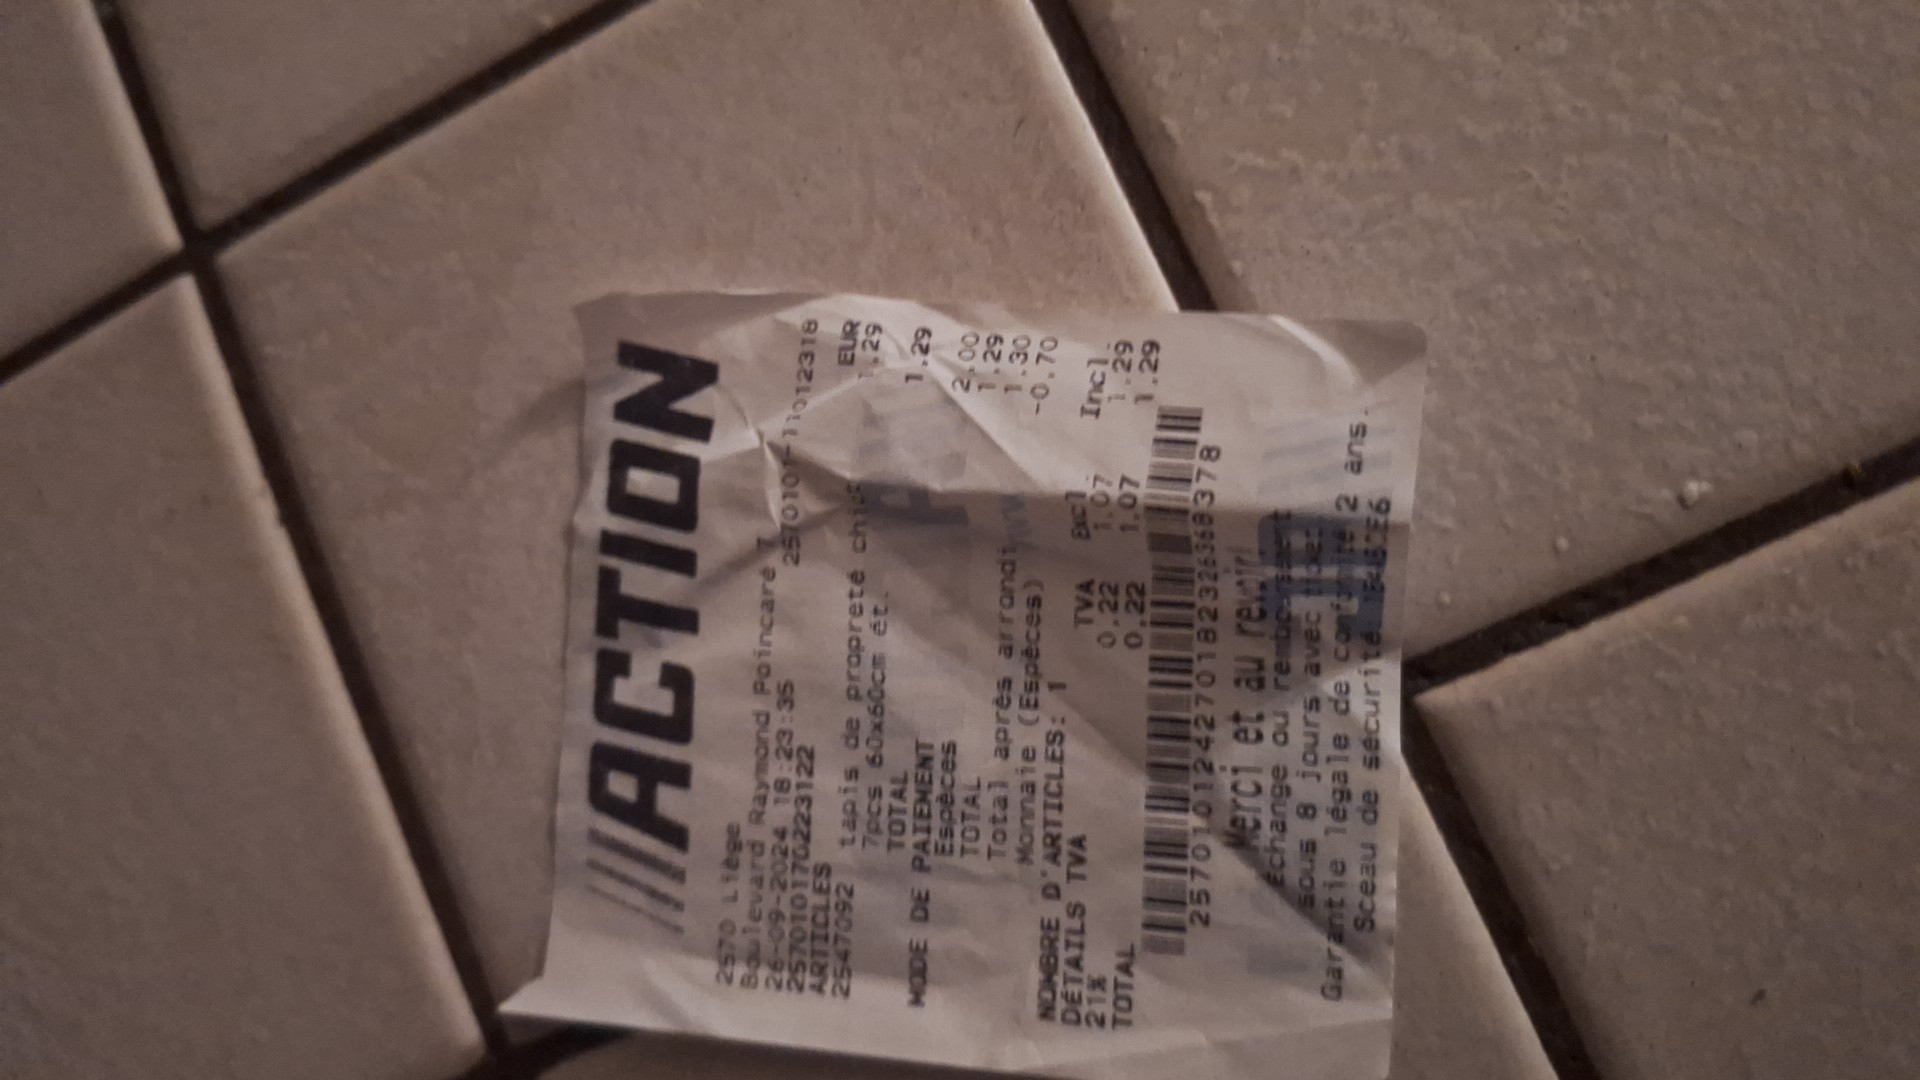 ACTION
2570 Liège
Boulevard Raymond Poincaré 7
26-09-2024 18:23:35
25701017702231 22
ARTICLES EUR
2547092 tapis de propreté 1.29
7pcs 60x60cm ét.
TOTAL 1.29
MODE DE PAIEMENT
Espèces 2.00
TOTAL 1.29
Total après arrondi 1.30
Monnaie (Espèces) -0.70
NOMBRE D'ARTICLES: 1
DÉTAILS TVA TVA Excl. Incl.
21% 0.22 1.07 1.29
TOTAL 0.22 1.07 1.29
Merci et au revoir!
Échange ou remboursement
sous 8 jours avec ticket
Garantie légale de conformité 2 ans.
Sceau de sécurité